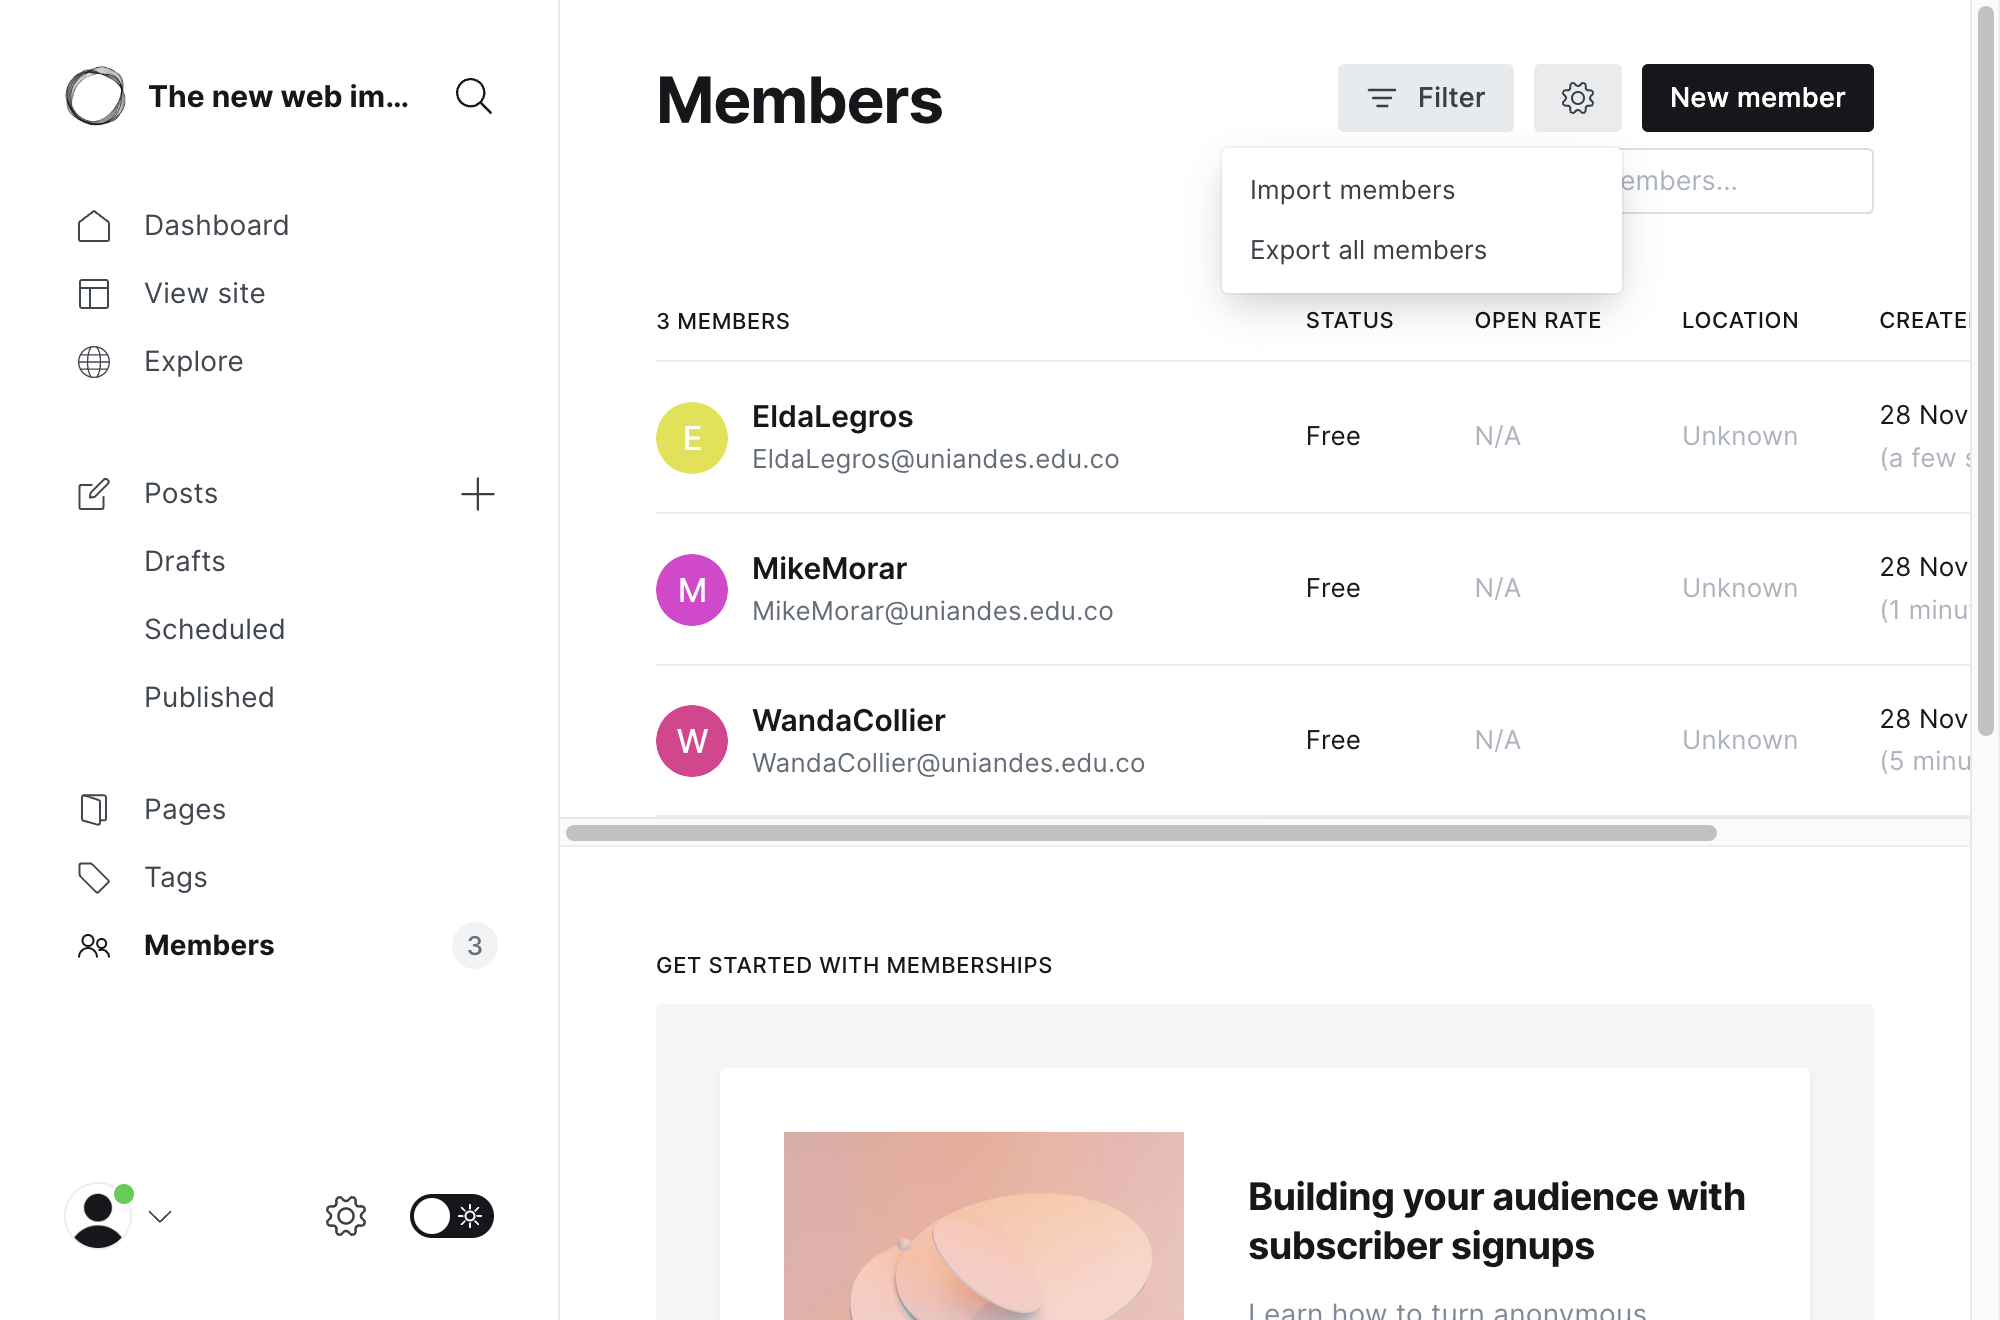 The new web im...
Dashboard
View site
Explore
Posts
Drafts
Scheduled
Published
Pages
Tags
Members
3
Members
Filter
New member
Import members
Export all members
embers...
3 MEMBERS
STATUS
OPEN RATE
LOCATION
CREATE
E
EldaLegros
EldaLegros@uniandes.edu.co
Free
N/A
Unknown
28 Nov
(a few
M
MikeMorar
MikeMorar@uniandes.edu.co
Free
N/A
Unknown
28 Nov
(1 minu
W
WandaCollier
WandaCollier@uniandes.edu.co
Free
N/A
Unknown
28 Nov
(5 minu
GET STARTED WITH MEMBERSHIPS
Building your audience with
subscriber signups
Learn how to turn anonymous